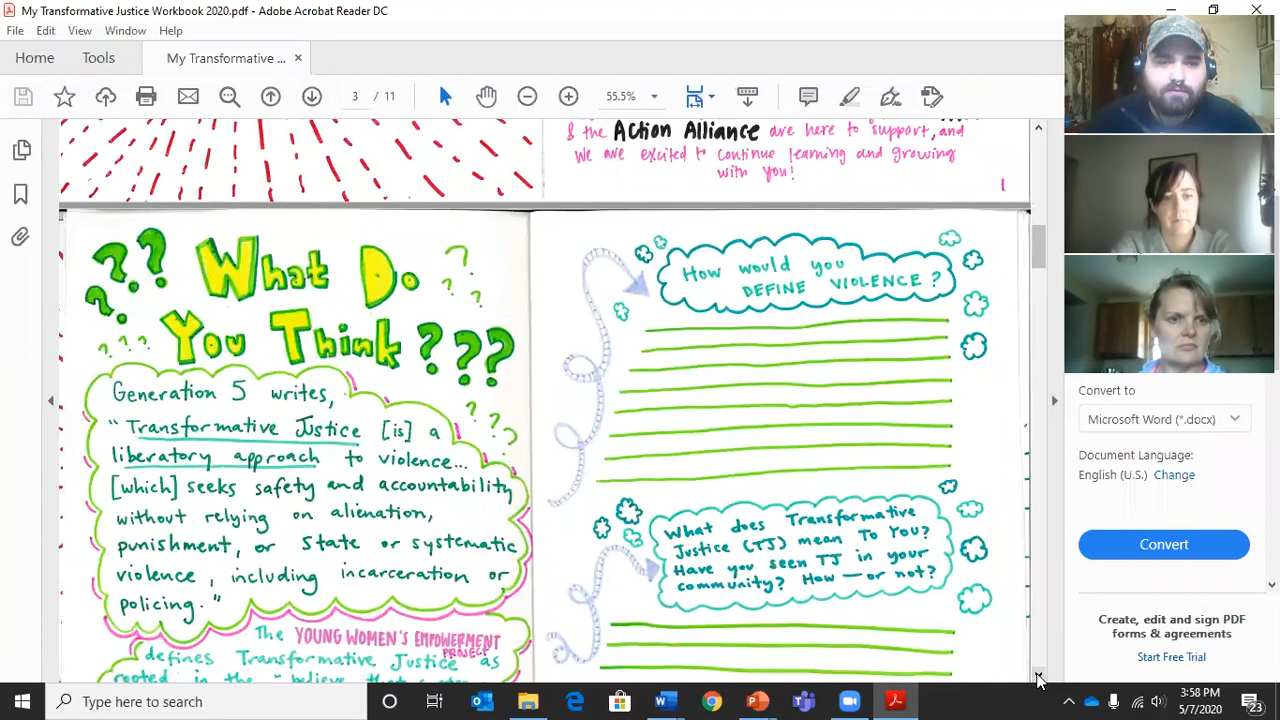 My Transformative Justice Workbook 2020.pdf - Adobe Acrobat Reader DC
File Edit View Window Help
Home Tools My Transformative ... ×
3 / 11 55.5%
& the Action Alliance are here to support, and
we are excited to continue learning and growing
with you!
1
?? What Do
You Think ???
Generation 5 writes,
"Transformative Justice [is] a
liberatory approach to violence...
[which] seeks safety and accountability
without relying on alienation,
punishment, or State or systematic
violence, including incarceration or
policing."
The YOUNG WOMEN'S EMPOWERMENT
PROJECT
defines Transformative Justice as
rooted in the
How would you
DEFINE VIOLENCE?
What does Transformative
Justice (TJ) mean To You?
Have you seen TJ in your
community? How — or not?
Convert to
Microsoft Word (*.docx)
Document Language:
English (U.S.) Change
Convert
Create, edit and sign PDF
forms & agreements
Start Free Trial
Type here to search
3:58 PM
5/7/2020
23